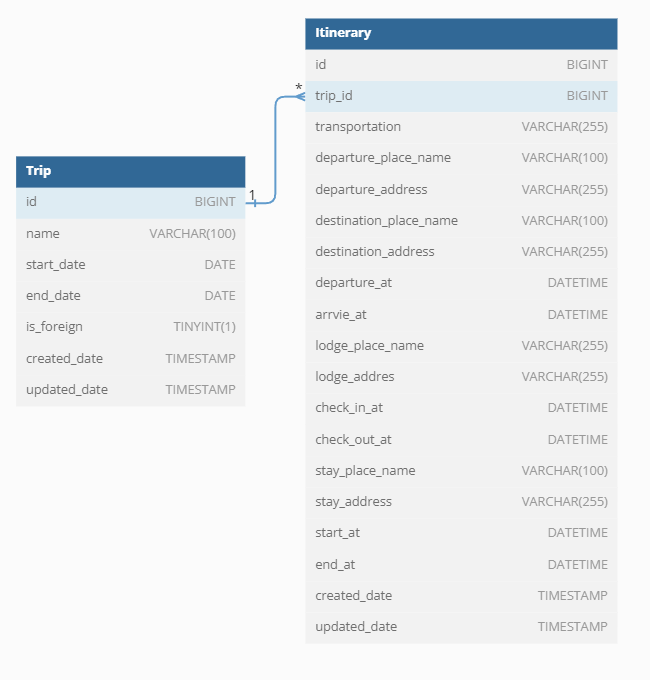 Itinerary
id BIGINT
* trip_id BIGINT
transportation VARCHAR(255)
departure_place_name VARCHAR(100)
departure_address VARCHAR(255)
destination_place_name VARCHAR(100)
destination_address VARCHAR(255)
departure_at DATETIME
arrvie_at DATETIME
lodge_place_name VARCHAR(255)
lodge_addres VARCHAR(255)
check_in_at DATETIME
check_out_at DATETIME
stay_place_name VARCHAR(100)
stay_address VARCHAR(255)
start_at DATETIME
end_at DATETIME
created_date TIMESTAMP
updated_date TIMESTAMP
Trip
id BIGINT 1
name VARCHAR(100)
start_date DATE
end_date DATE
is_foreign TINYINT(1)
created_date TIMESTAMP
updated_date TIMESTAMP